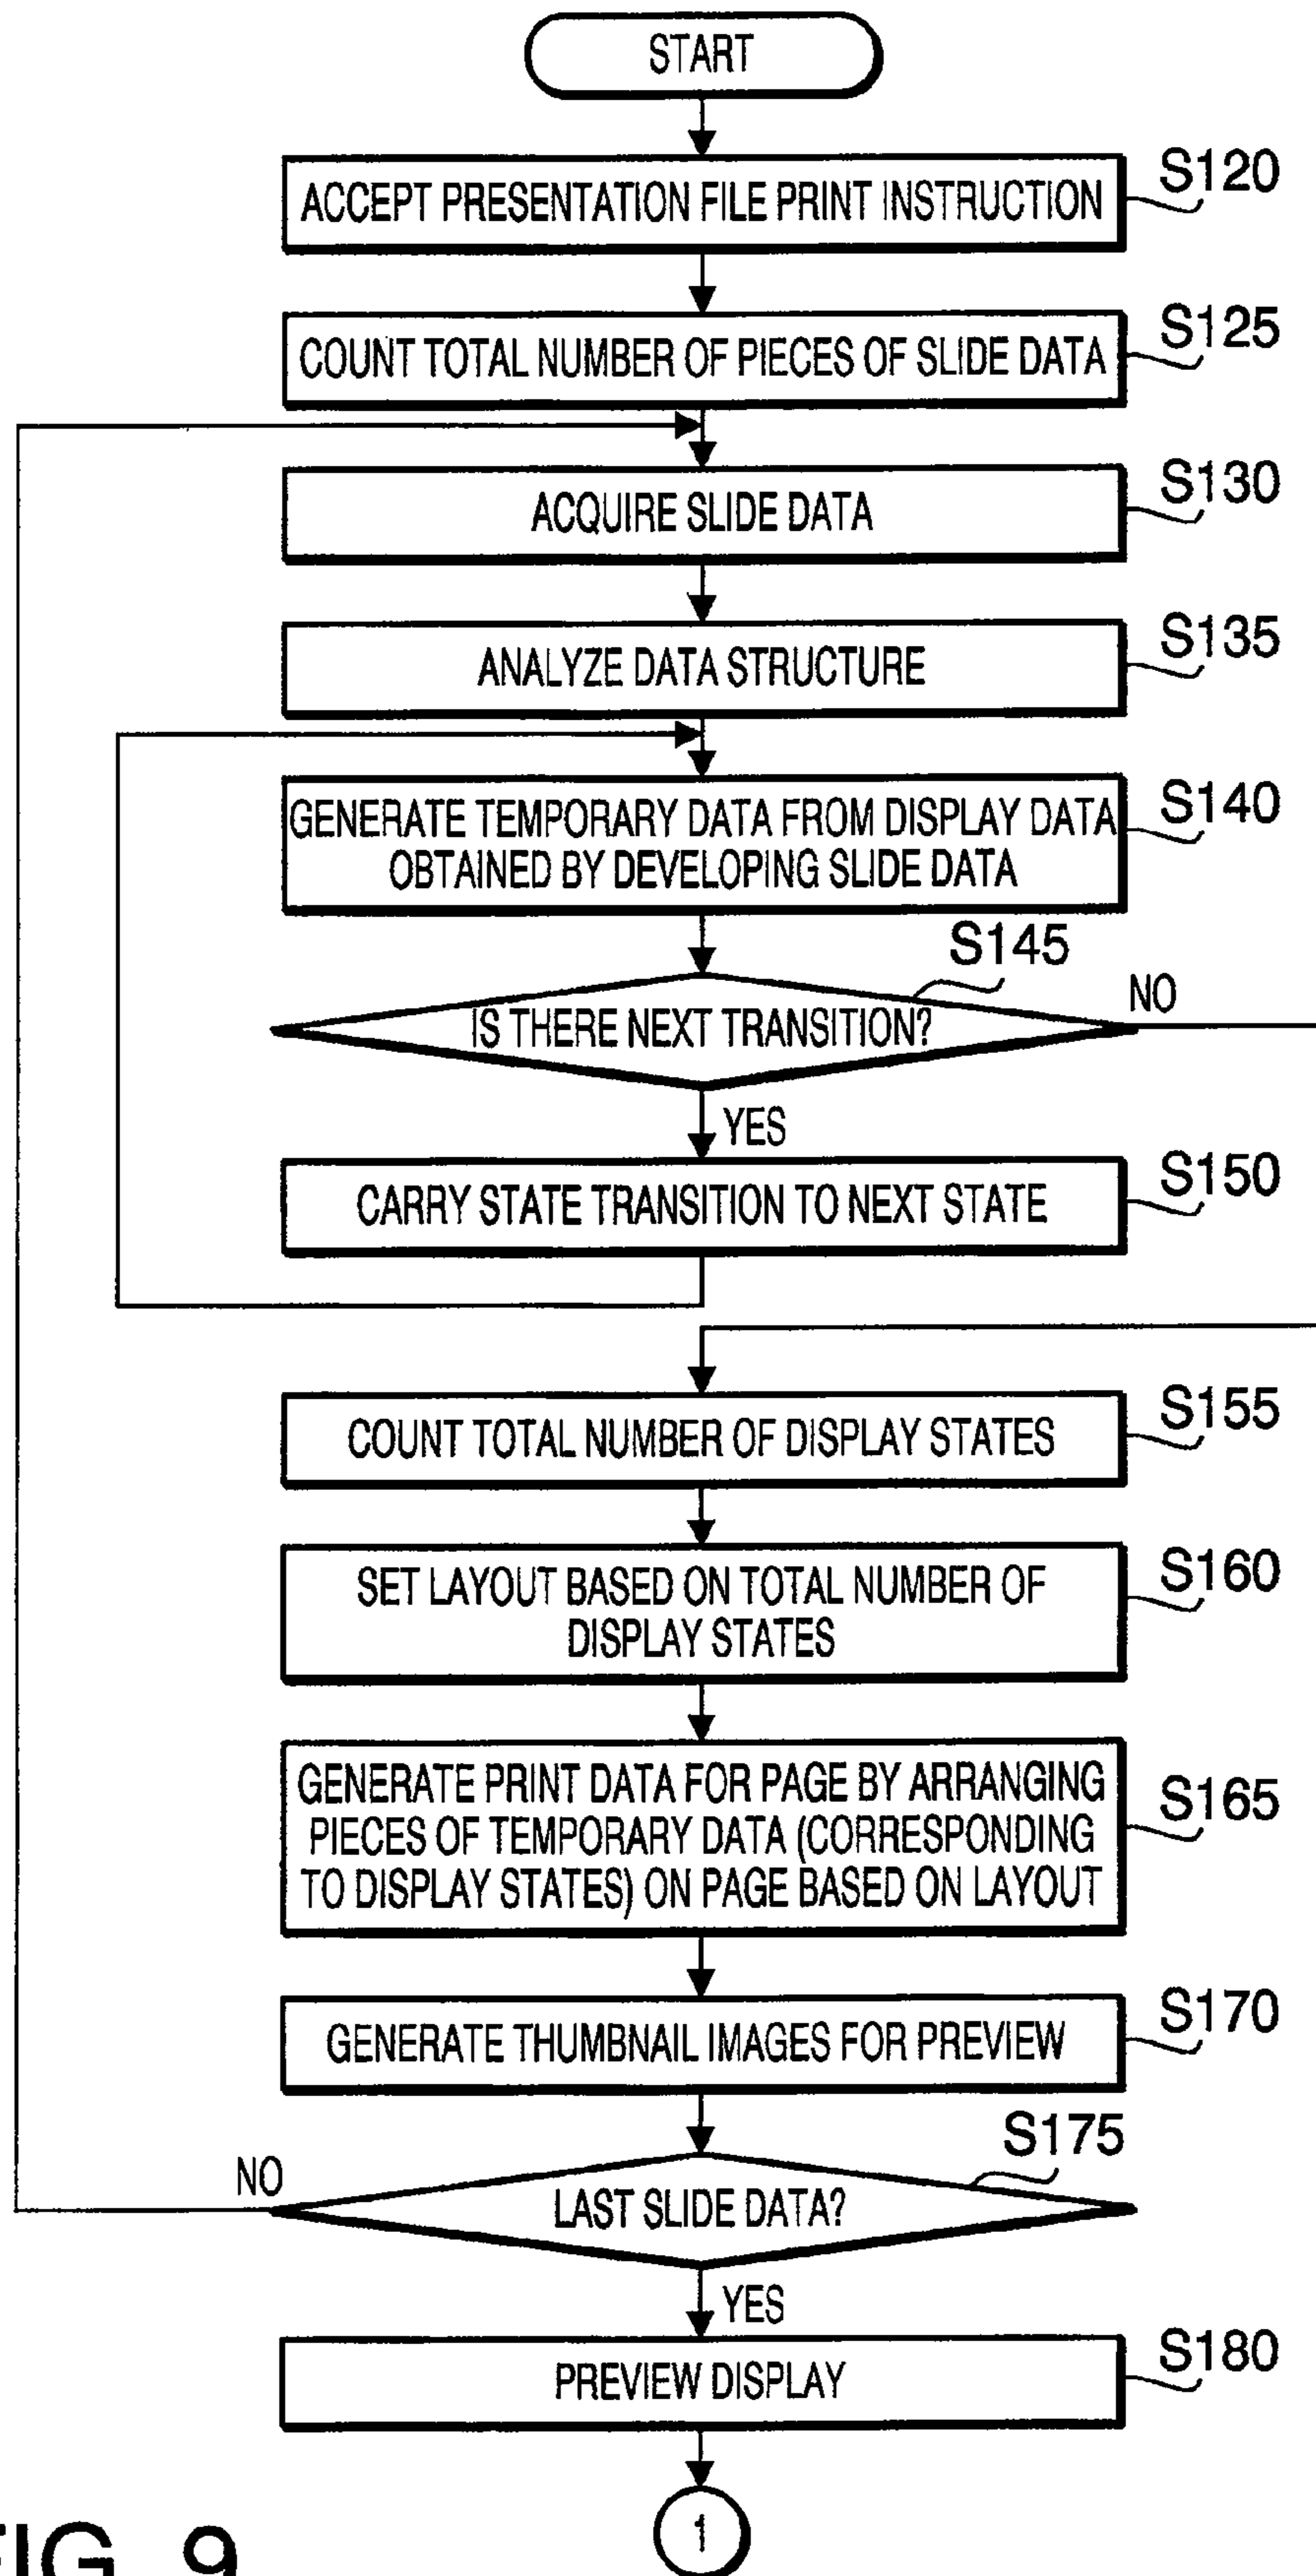 START
ACCEPT PRESENTATION FILE PRINT INSTRUCTION
S120
COUNT TOTAL NUMBER OF PIECES OF SLIDE DATA
S125
ACQUIRE SLIDE DATA
S130
ANALYZE DATA STRUCTURE
S135
GENERATE TEMPORARY DATA FROM DISPLAY DATA
OBTAINED BY DEVELOPING SLIDE DATA
S140
S145
IS THERE NEXT TRANSITION?
NO
YES
CARRY STATE TRANSITION TO NEXT STATE
S150
COUNT TOTAL NUMBER OF DISPLAY STATES
S155
SET LAYOUT BASED ON TOTAL NUMBER OF
DISPLAY STATES
S160
GENERATE PRINT DATA FOR PAGE BY ARRANGING
PIECES OF TEMPORARY DATA (CORRESPONDING
TO DISPLAY STATES) ON PAGE BASED ON LAYOUT
S165
GENERATE THUMBNAIL IMAGES FOR PREVIEW
S170
S175
NO
LAST SLIDE DATA?
YES
PREVIEW DISPLAY
S180
1
FIG. 9